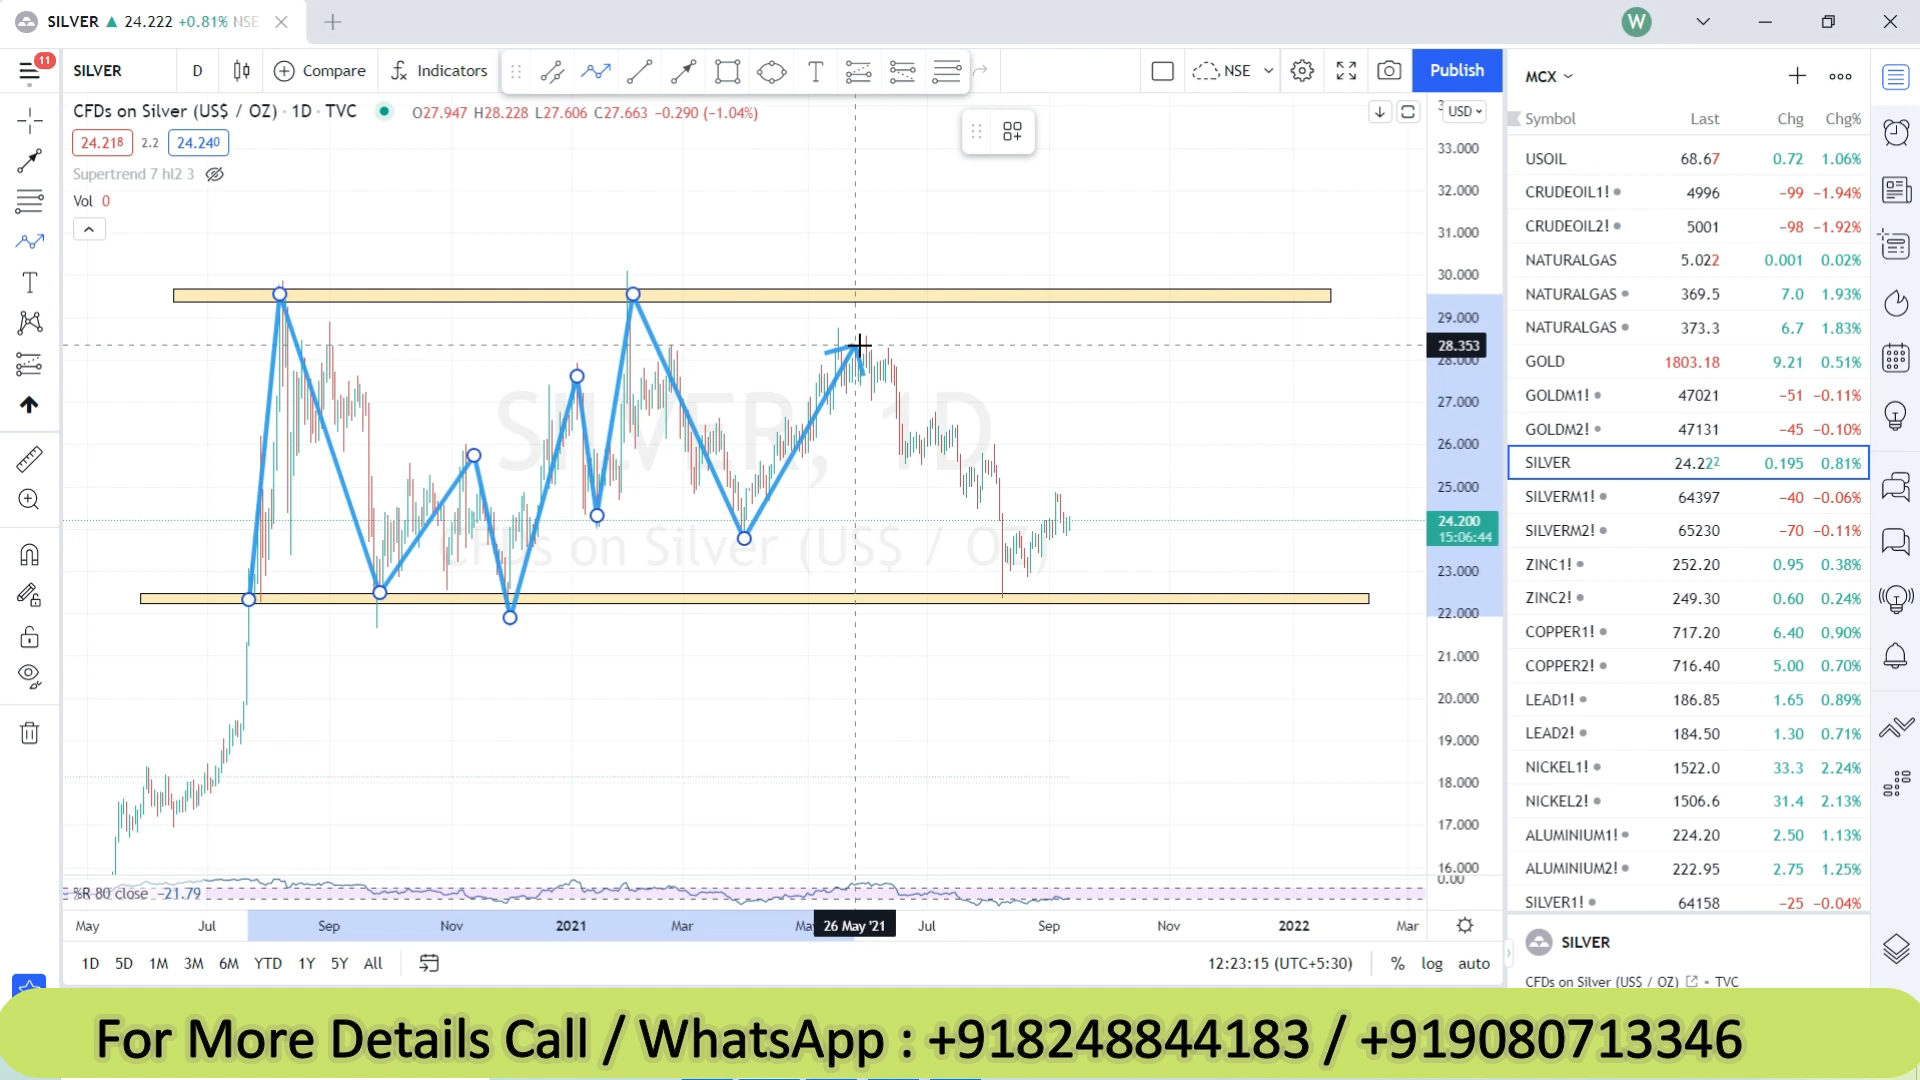 SILVER ▲ 24.222 +0.81% NSE
W
11
SILVER D Compare Indicators NSE Publish
CFDs on Silver (US$ / OZ) · 1D · TVC O27.947 H28.228 L27.606 C27.663 −0.290 (−1.04%)
24.218 2.2 24.240
Supertrend 7 hl2 3
Vol 0
USD
33.000
32.000
31.000
30.000
29.000
28.353
28.000
27.000
26.000
25.000
24.200
15:06:44
23.000
22.000
21.000
20.000
19.000
18.000
17.000
16.000
0.00
SILVER, 1D
CFDs on Silver (US$ / OZ)
%R 80 close −21.79
May Jul Sep Nov 2021 Mar May 26 May '21 Jul Sep Nov 2022 Mar
1D 5D 1M 3M 6M YTD 1Y 5Y All 12:23:15 (UTC+5:30) % log auto
MCX
Symbol Last Chg Chg%
USOIL 68.67 0.72 1.06%
CRUDEOIL1! 4996 −99 −1.94%
CRUDEOIL2! 5001 −98 −1.92%
NATURALGAS 5.022 0.001 0.02%
NATURALGAS 369.5 7.0 1.93%
NATURALGAS 373.3 6.7 1.83%
GOLD 1803.18 9.21 0.51%
GOLDM1! 47021 −51 −0.11%
GOLDM2! 47131 −45 −0.10%
SILVER 24.222 0.195 0.81%
SILVERM1! 64397 −40 −0.06%
SILVERM2! 65230 −70 −0.11%
ZINC1! 252.20 0.95 0.38%
ZINC2! 249.30 0.60 0.24%
COPPER1! 717.20 6.40 0.90%
COPPER2! 716.40 5.00 0.70%
LEAD1! 186.85 1.65 0.89%
LEAD2! 184.50 1.30 0.71%
NICKEL1! 1522.0 33.3 2.24%
NICKEL2! 1506.6 31.4 2.13%
ALUMINIUM1! 224.20 2.50 1.13%
ALUMINIUM2! 222.95 2.75 1.25%
SILVER1! 64158 −25 −0.04%
SILVER
CFDs on Silver (US$ / OZ) • TVC
For More Details Call / WhatsApp : +918248844183 / +919080713346